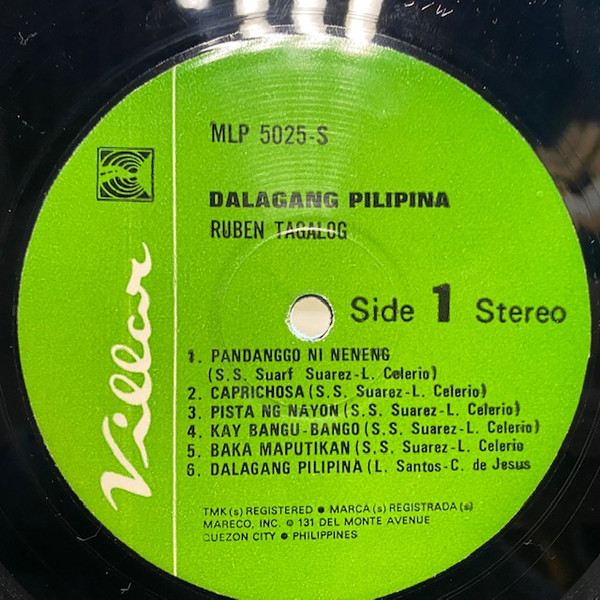 MLP 5025-S
DALAGANG PILIPINA
RUBEN TAGALOG
Side 1 Stereo
Villar
1. PANDANGGO NI NENENG
(S.S. Suarf Suarez-L. Celerio)
2. CAPRICHOSA (S.S. Suarez-L. Celerio)
3. PISTA NG NAYON (S.S. Suarez-L. Celerio)
4. KAY BANGU-BANGO (S.S. Suarez-L. Celerio)
5. BAKA MAPUTIKAN (S.S. Suarez-L. Celerio
6. DALAGANG PILIPINA (L. Santos-C. de Jesus
TMK (s) REGISTERED ● MARCA (s) REGISTRADA (s)
MARECO, INC. ⊙ 131 DEL MONTE AVENUE
QUEZON CITY ● PHILIPPINES